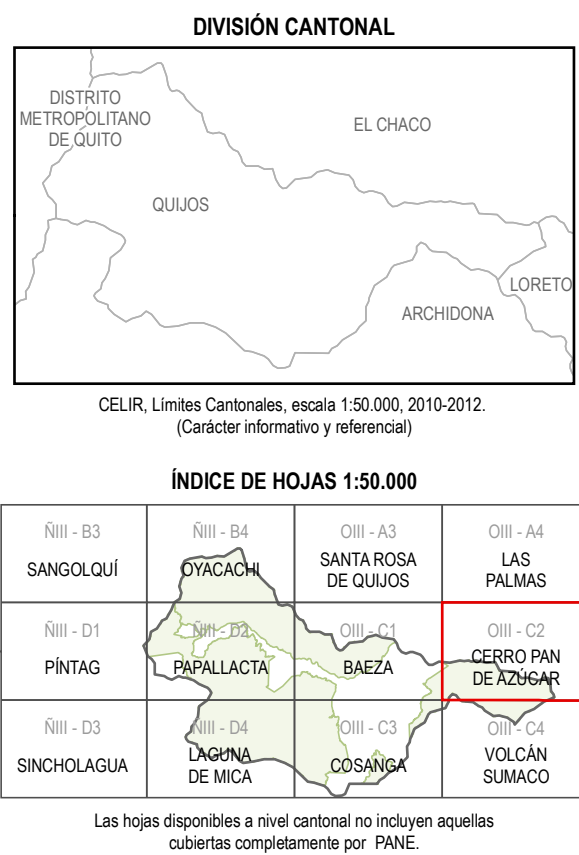 DIVISIÓN CANTONAL
DISTRITO
METROPOLITANO
DE QUITO
EL CHACO
QUIJOS
LORETO
ARCHIDONA
CELIR, Límites Cantonales, escala 1:50.000, 2010-2012.
(Carácter informativo y referencial)
ÍNDICE DE HOJAS 1:50.000
ÑIII - B3
ÑIII - B4
OIII - A3
OIII - A4
SANGOLQUÍ
OYACACHI
SANTA ROSA
DE QUIJOS
LAS
PALMAS
ÑIII - D1
ÑIII - D2
OIII - C1
OIII - C2
PÍNTAG
PAPALLACTA
BAEZA
CERRO PAN
DE AZÚGAR
ÑIII - D3
ÑIII - D4
OIII - C3
OIII - C4
SINCHOLAGUA
LAGUNA
DE MICA
COSANGA
VOLCÁN
SUMACO
Las hojas disponibles a nivel cantonal no incluyen aquellas
cubiertas completamente por PANE.